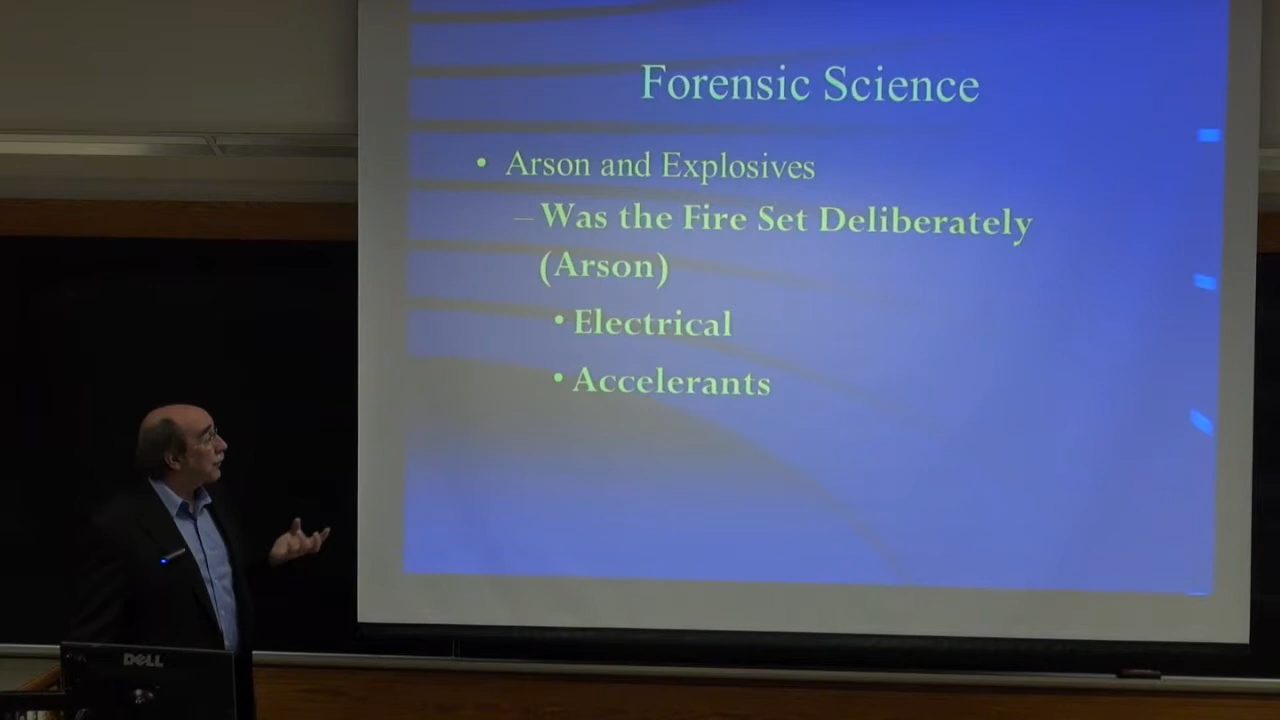 Forensic Science
• Arson and Explosives
– Was the Fire Set Deliberately
(Arson)
• Electrical
• Accelerants
DELL